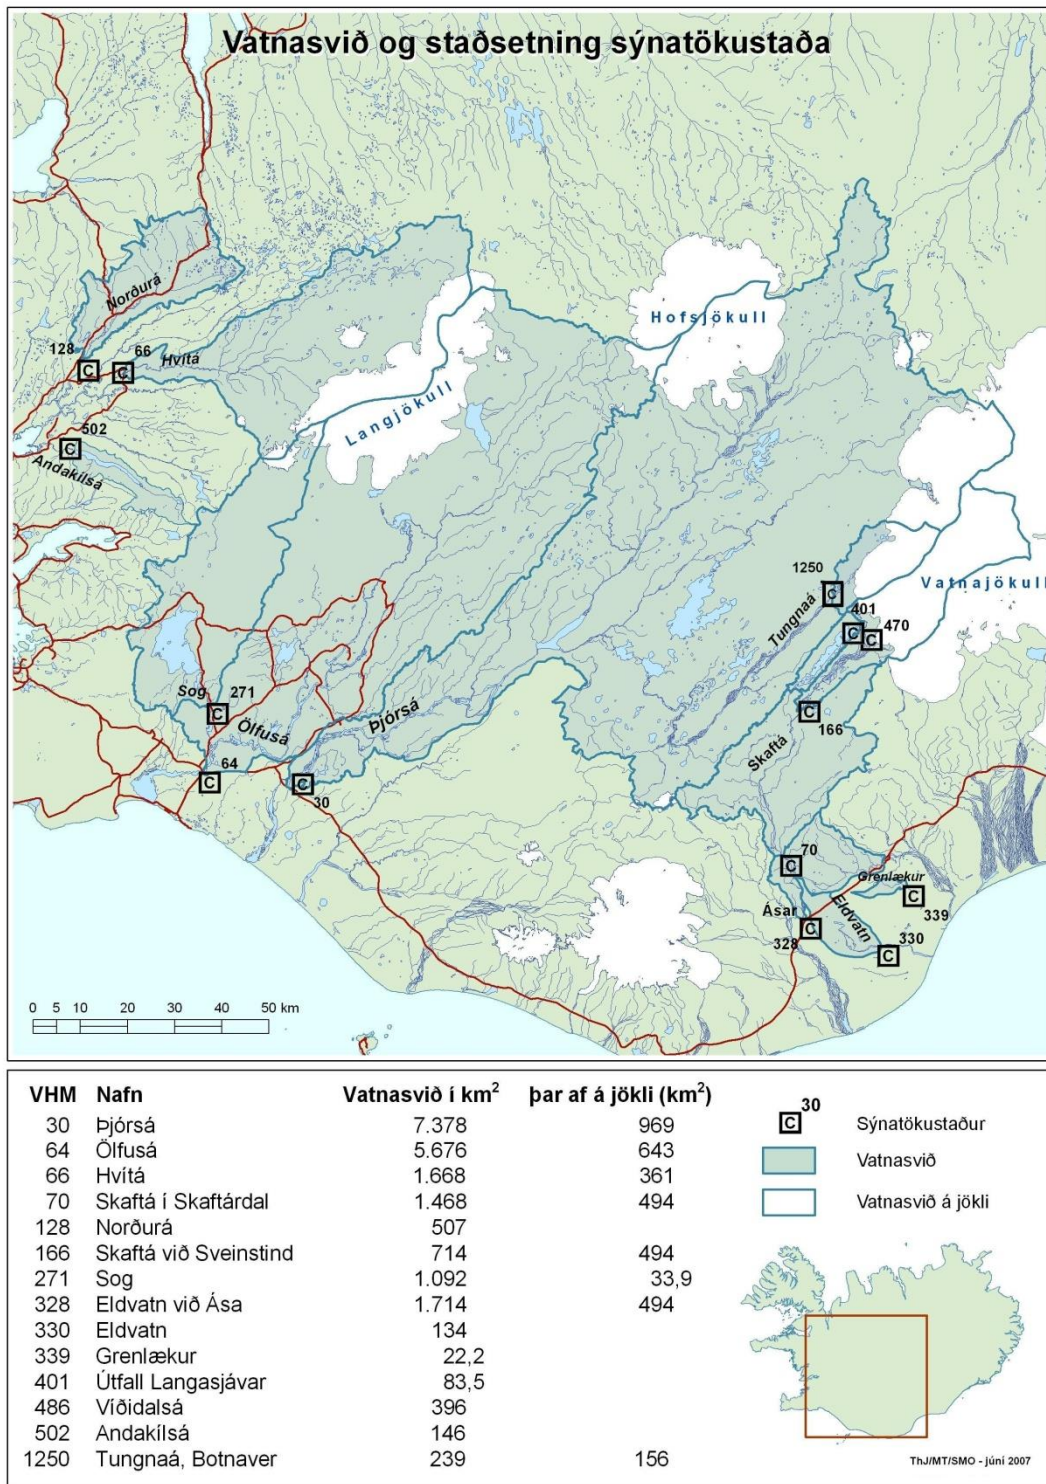 Vatnasvið og staðsetning sýnatökustaða
Norðurá
128
66
Hvítá
502
Andakílsá
Langjökull
Hofsjökull
Vatnajökull
1250
Tungnaá
401
470
166
Skaftá
Sog
271
Ölfusá
Þjórsá
64
30
70
Grenlækur
339
Ásar
Eldvatn
328
330
C
C
C
C
C
C
C
C
C
C
C
C
C
C
0 5 10 20 30 40 50 km
VHM Nafn Vatnasvið í km² þar af á jökli (km²)
30 Þjórsá 7.378 969
64 Ölfusá 5.676 643
66 Hvítá 1.668 361
70 Skaftá í Skaftárdal 1.468 494
128 Norðurá 507
166 Skaftá við Sveinstind 714 494
271 Sog 1.092 33,9
328 Eldvatn við Ása 1.714 494
330 Eldvatn 134
339 Grenlækur 22,2
401 Útfall Langasjávar 83,5
486 Víðidalsá 396
502 Andakílsá 146
1250 Tungnaá, Botnaver 239 156
C 30 Sýnatökustaður
Vatnasvið
Vatnasvið á jökli
ThJ/MT/SMO - júní 2007